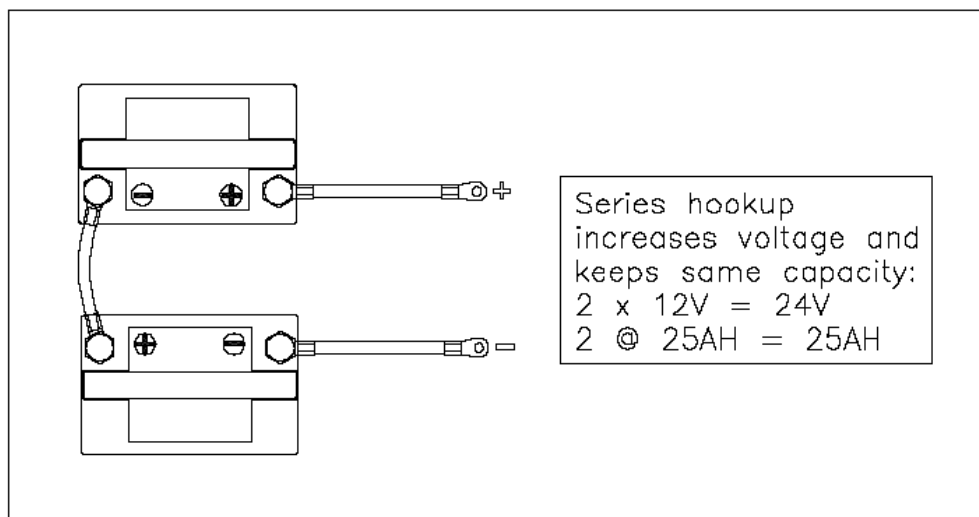 +
-
Series hookup
increases voltage and
keeps same capacity:
2 x 12V = 24V
2 @ 25AH = 25AH